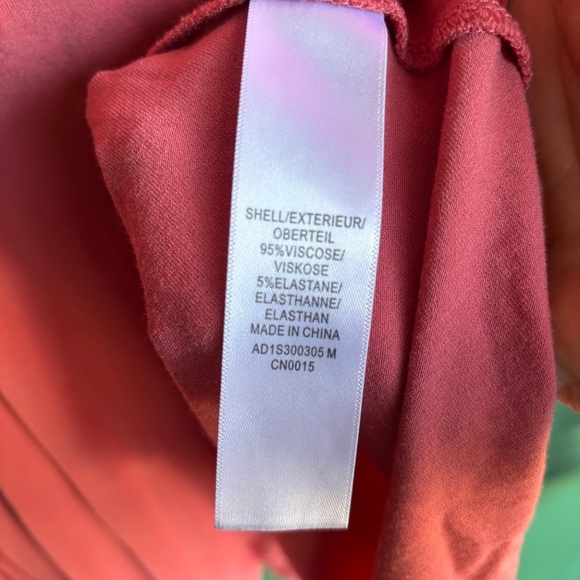 SHELL/EXTERIEUR/
OBERTEIL
95%VISCOSE/
VISKOSE
5%ELASTANE/
ELASTHANNE/
ELASTHAN
MADE IN CHINA
AD1S300305 M
CN0015